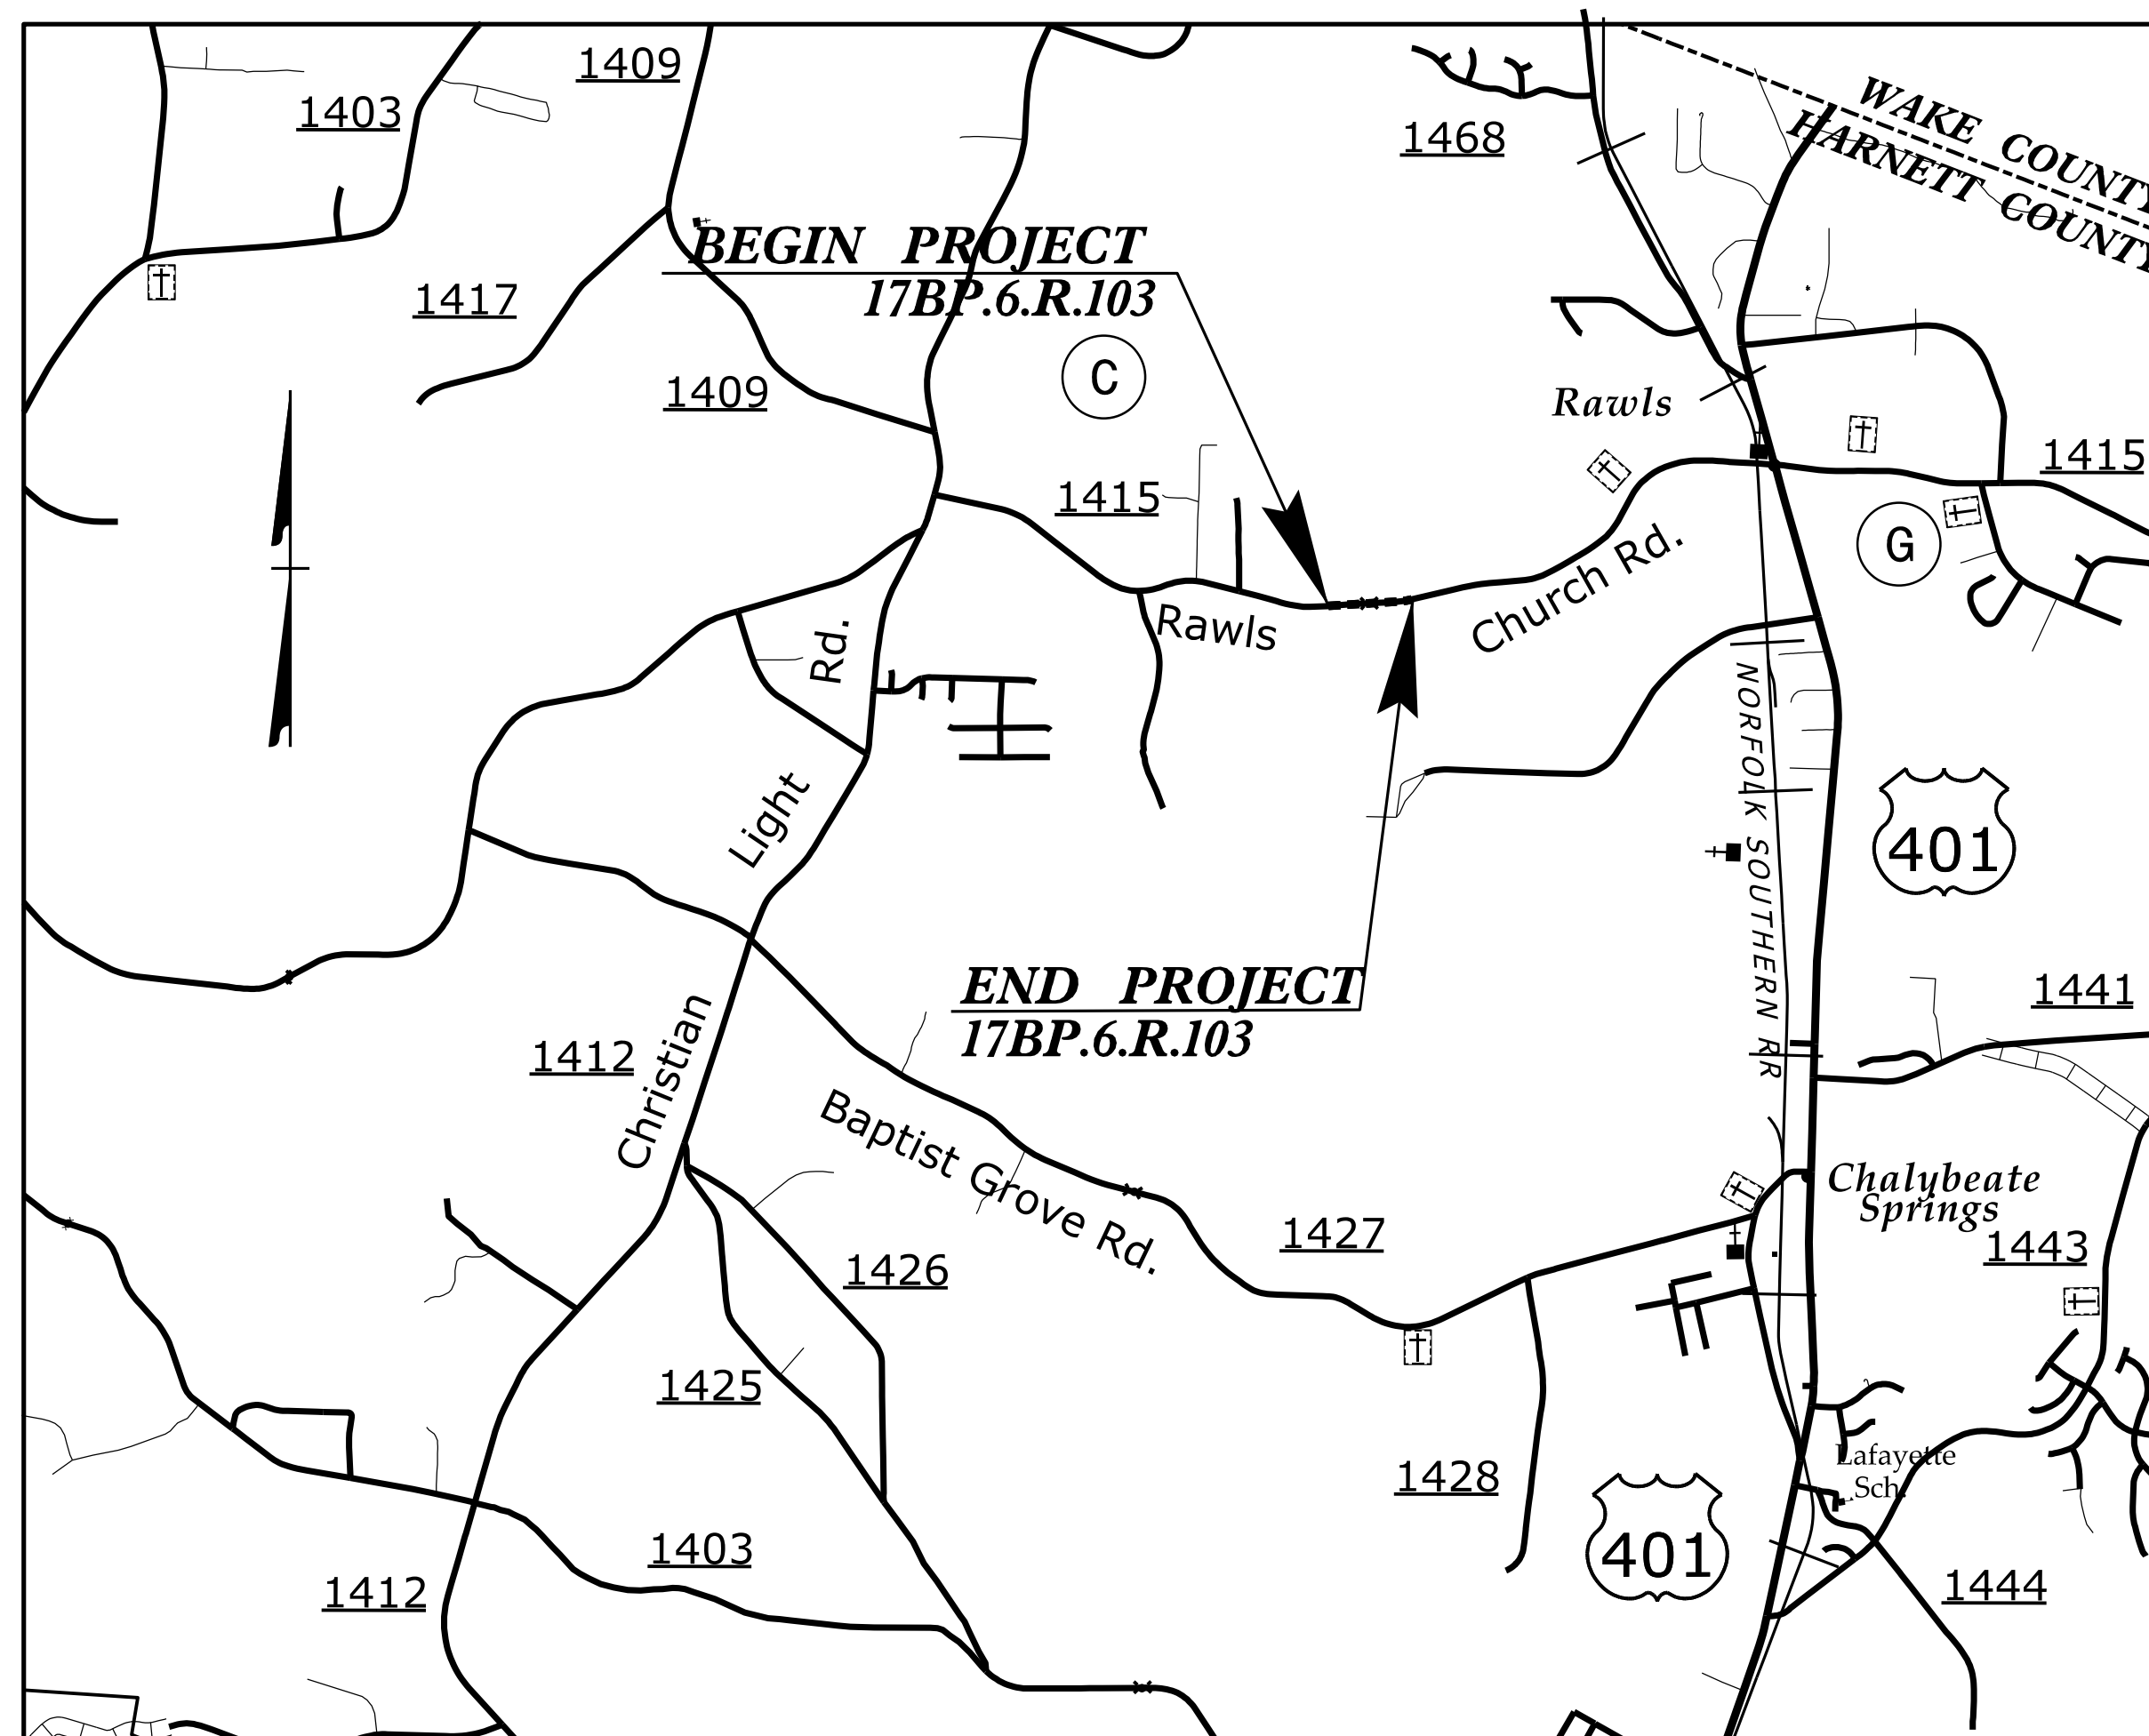 1409
1403
1468
WAKE COUNTY
HARNETT COUNTY
BEGIN PROJECT
17BP.6.R.103
1417
C
1409
Rawls
1415
1415
G
Church Rd.
Rawls
Rd.
Light
NORFOLK SOUTHERN RR
401
END PROJECT
17BP.6.R.103
1441
1412
Christian
Baptist Grove Rd.
Chalybeate
Springs
1427
1443
1426
1425
Lafayette
Sch.
1428
401
1403
1412
1444